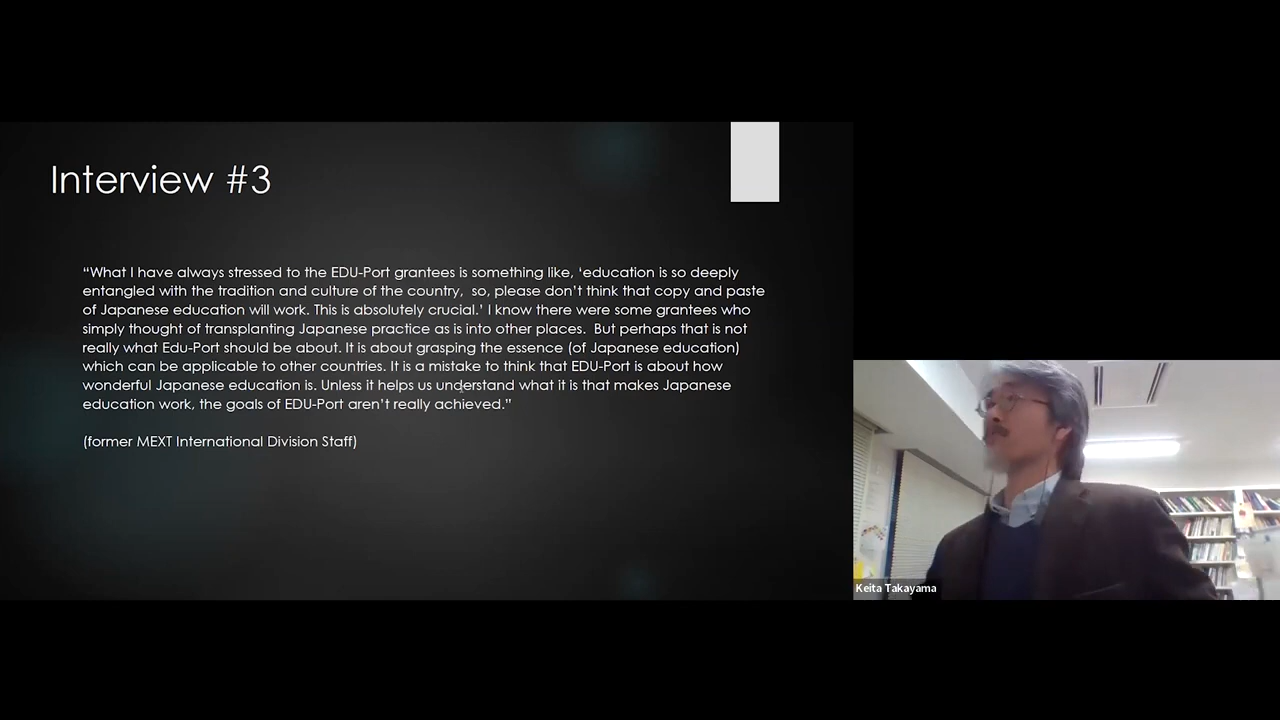 Interview #3
“What I have always stressed to the EDU-Port grantees is something like, ‘education is so deeply
entangled with the tradition and culture of the country,  so, please don’t think that copy and paste
of Japanese education will work. This is absolutely crucial.’ I know there were some grantees who
simply thought of transplanting Japanese practice as is into other places.  But perhaps that is not
really what Edu-Port should be about. It is about grasping the essence (of Japanese education)
which can be applicable to other countries. It is a mistake to think that EDU-Port is about how
wonderful Japanese education is. Unless it helps us understand what it is that makes Japanese
education work, the goals of EDU-Port aren’t really achieved.”
(former MEXT International Division Staff)
Keita Takayama